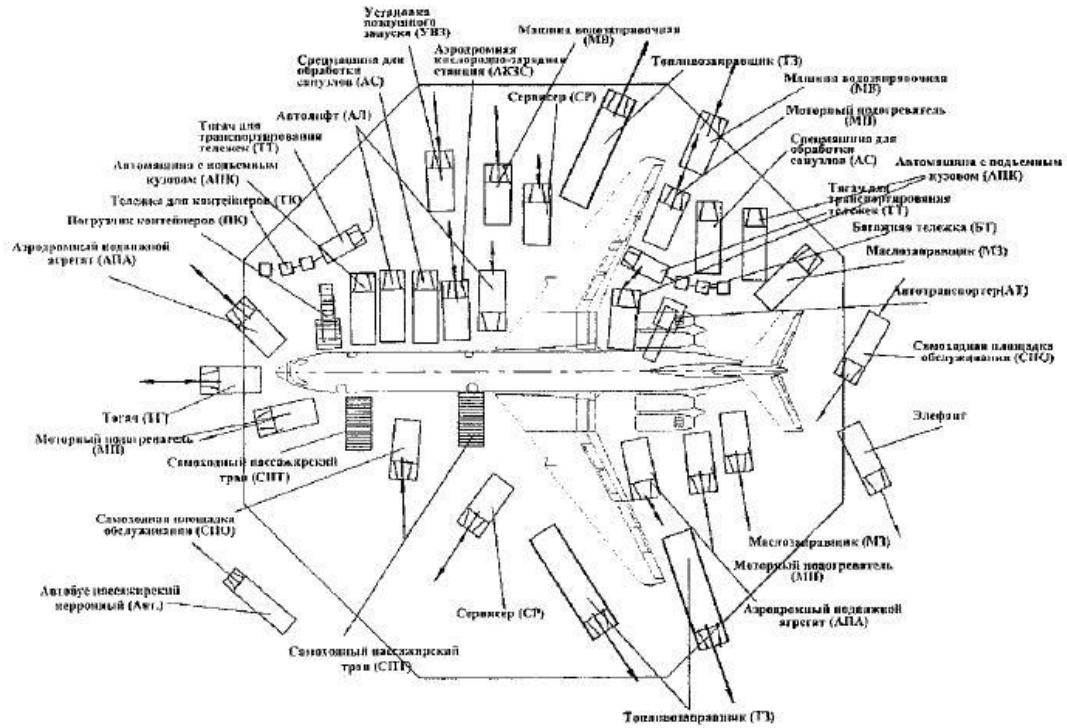 Установка
воздушного
запуска (УВЗ)
Машина водозаправочная
(МВ)
Спецмашина для
обработки
санузлов (АС)
Аэродромная
кислородно-зарядная
станция (АКЗС)
Топливозаправщик (ТЗ)
Машина водозаправочная
(МВ)
Сервисер (СР)
Моторный подогреватель
(МП)
Автолифт (АЛ)
Тягач для
транспортирования
тележек (ТТ)
Спецмашина для
обработки
санузлов (АС)
Автомашина с подъемным
кузовом (АПК)
Автомашина с подъемным
кузовом (АПК)
Тягач для
транспортирования
тележек (ТТ)
Тележка для контейнеров (ТК)
Погрузчик контейнеров (ПК)
Багажная тележка (БТ)
Аэродромный подвижной
агрегат (АПА)
Маслозаправщик (МЗ)
Автотранспортер(АТ)
Самоходная площадка
обслуживания (СПО)
Тягач (БТ)
Элефант
Моторный подогреватель
(МП)
Самоходный пассажирский
трап (СПТ)
Самоходная площадка
обслуживания (СПО)
Маслозаправщик (МЗ)
Моторный подогреватель
(МП)
Автобус пассажирский
перронный (Авт.)
Сервисер (СР)
Аэродромный подвижной
агрегат (АПА)
Самоходный пассажирский
трап (СПТ)
Топливозаправщик (ТЗ)